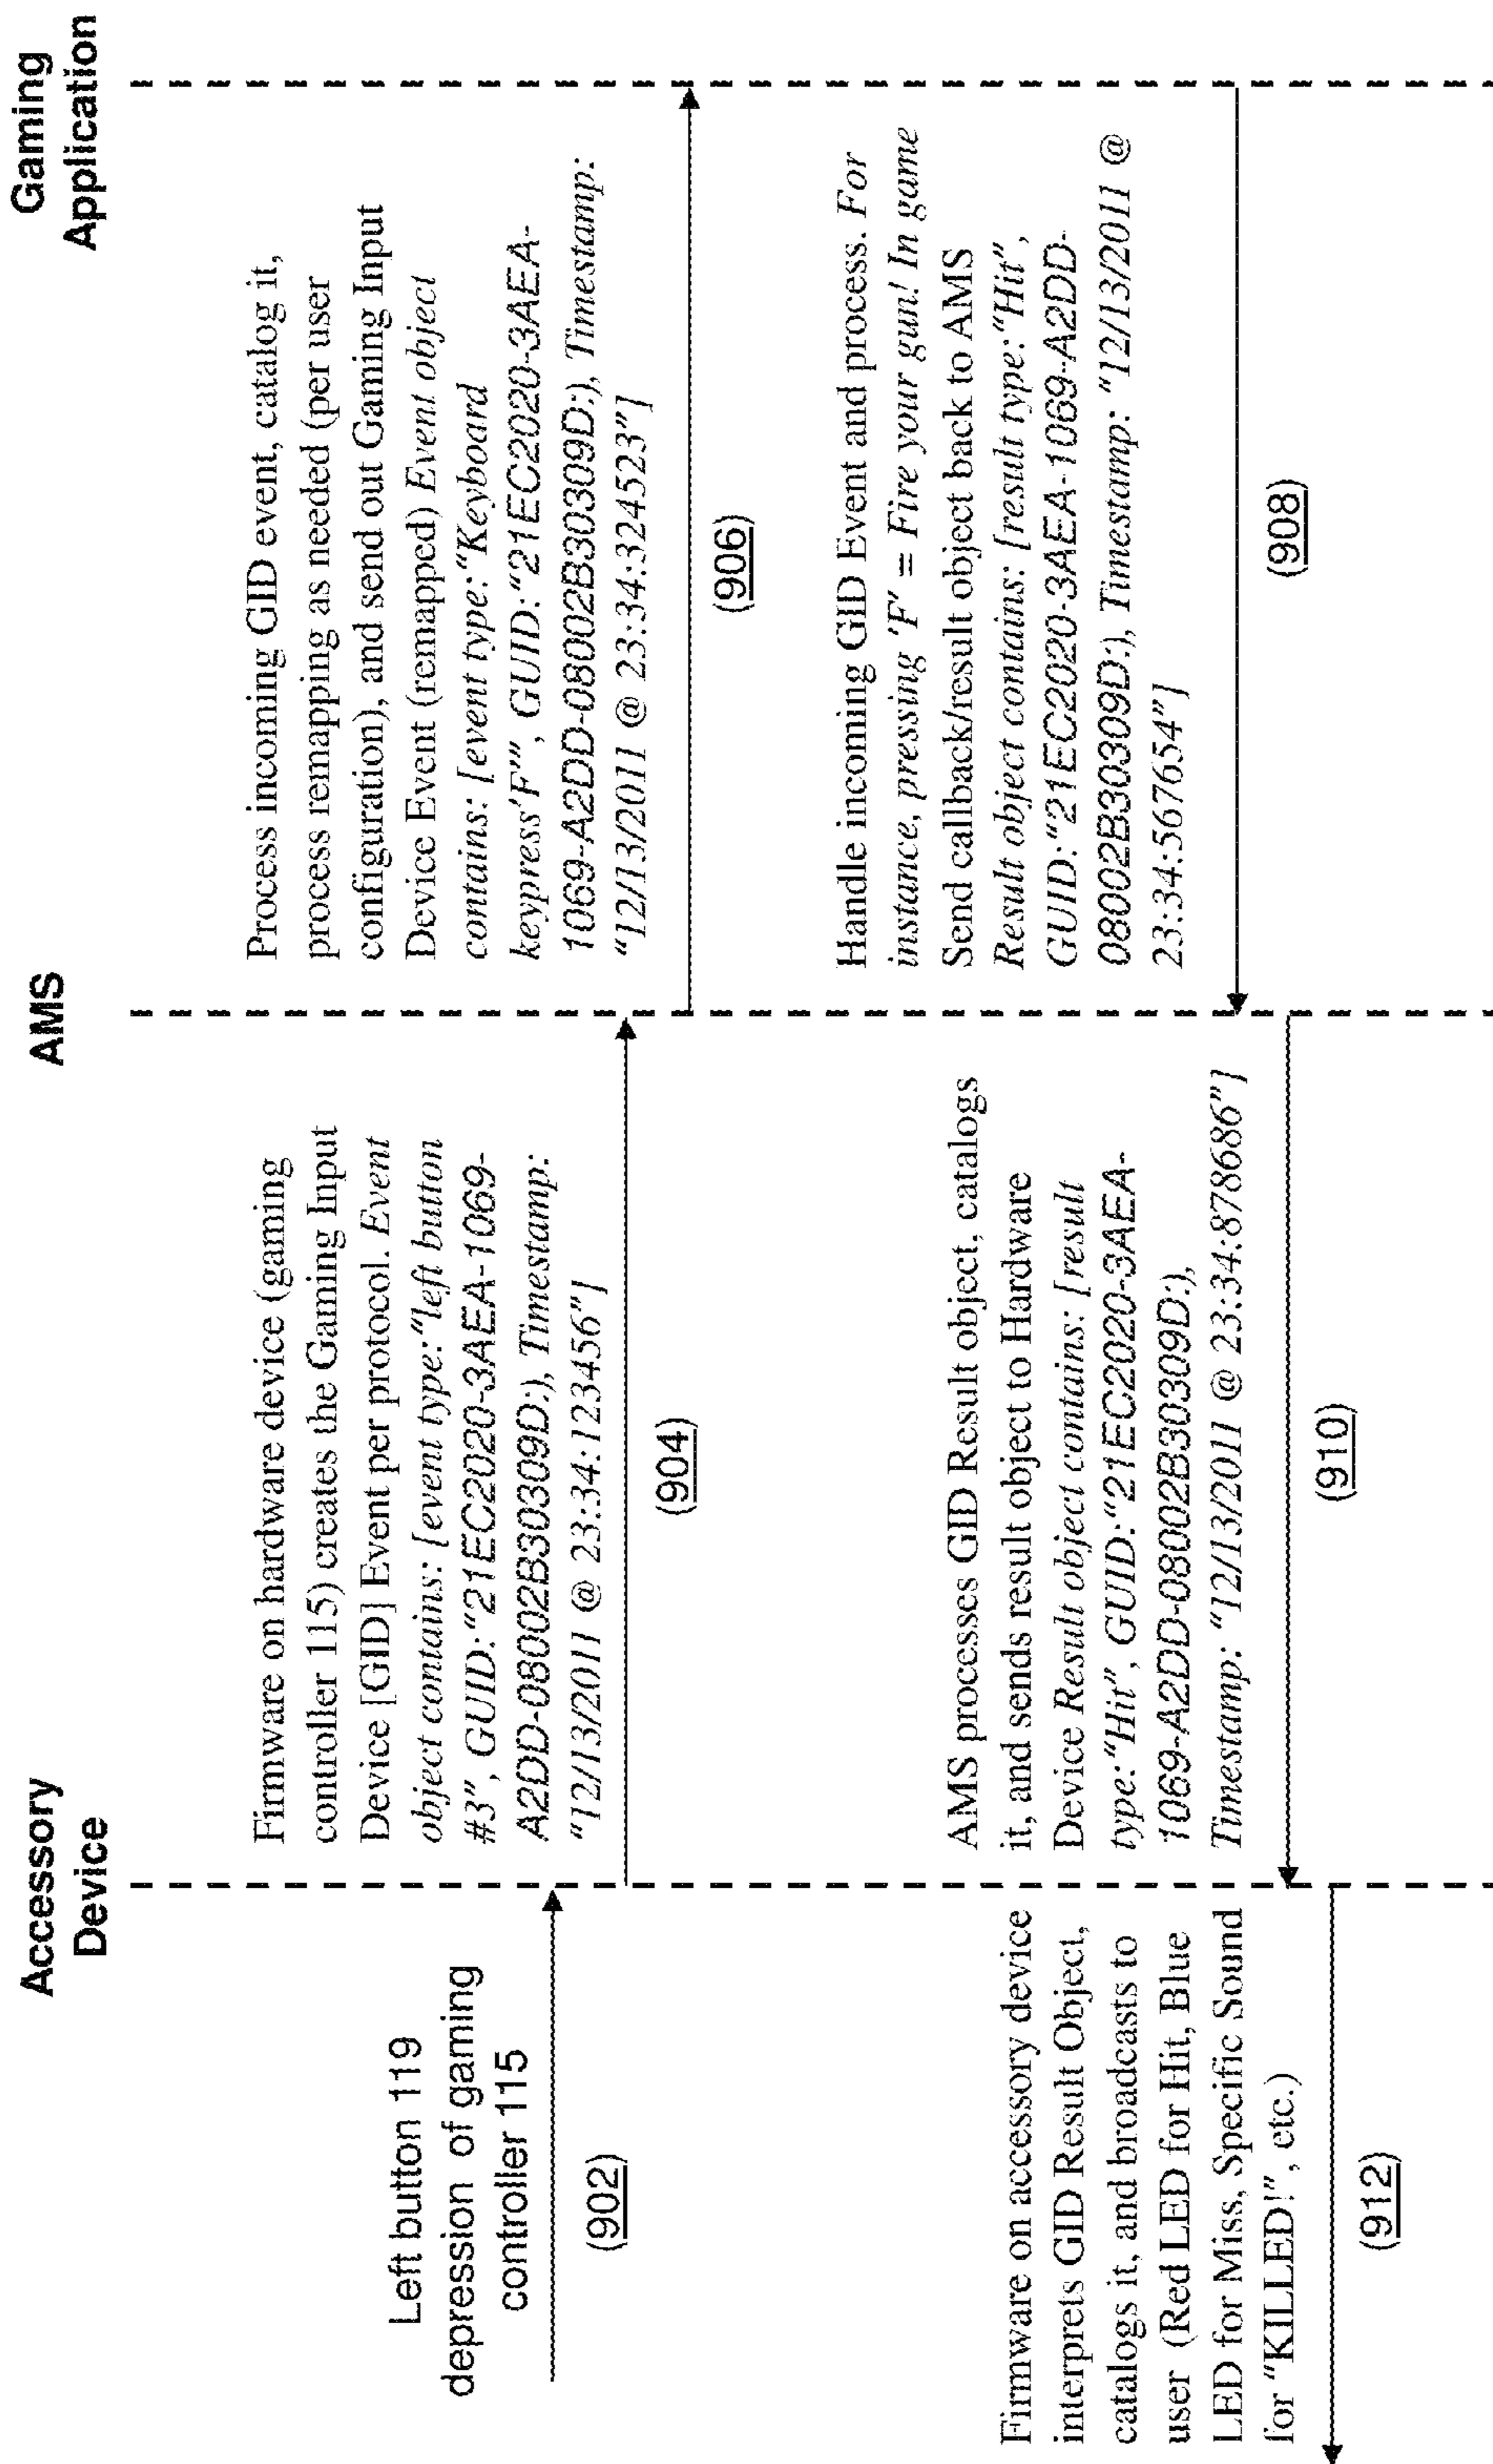 Accessory
Device
AMS
Gaming
Application
Left button 119
depression of gaming
controller 115
(902)
Firmware on hardware device (gaming
controller 115) creates the Gaming Input
Device [GID] Event per protocol. Event
object contains: [event type:"left button
#3", GUID:"21EC2020-3AEA-1069-
A2DD-08002B30309D:), Timestamp:
"12/13/2011 @ 23:34:123456"]
(904)
Process incoming GID event, catalog it,
process remapping as needed (per user
configuration), and send out Gaming Input
Device Event (remapped) Event object
contains: [event type:"Keyboard
keypress'F'", GUID:"21EC2020-3AEA-
1069-A2DD-08002B30309D:), Timestamp:
"12/13/2011 @ 23:34:324523"]
(906)
Handle incoming GID Event and process. For
instance, pressing 'F' = Fire your gun! In game
Send callback/result object back to AMS
Result object contains: [result type:"Hit",
GUID:"21EC2020-3AEA-1069-A2DD-
08002B30309D:), Timestamp: "12/13/2011 @
23:34:567654"]
(908)
AMS processes GID Result object, catalogs
it, and sends result object to Hardware
Device Result object contains: [result
type:"Hit", GUID:"21EC2020-3AEA-
1069-A2DD-08002B30309D:),
Timestamp: "12/13/2011 @ 23:34:878686"]
(910)
Firmware on accessory device
interprets GID Result Object,
catalogs it, and broadcasts to
user (Red LED for Hit, Blue
LED for Miss, Specific Sound
for "KILLED!", etc.)
(912)